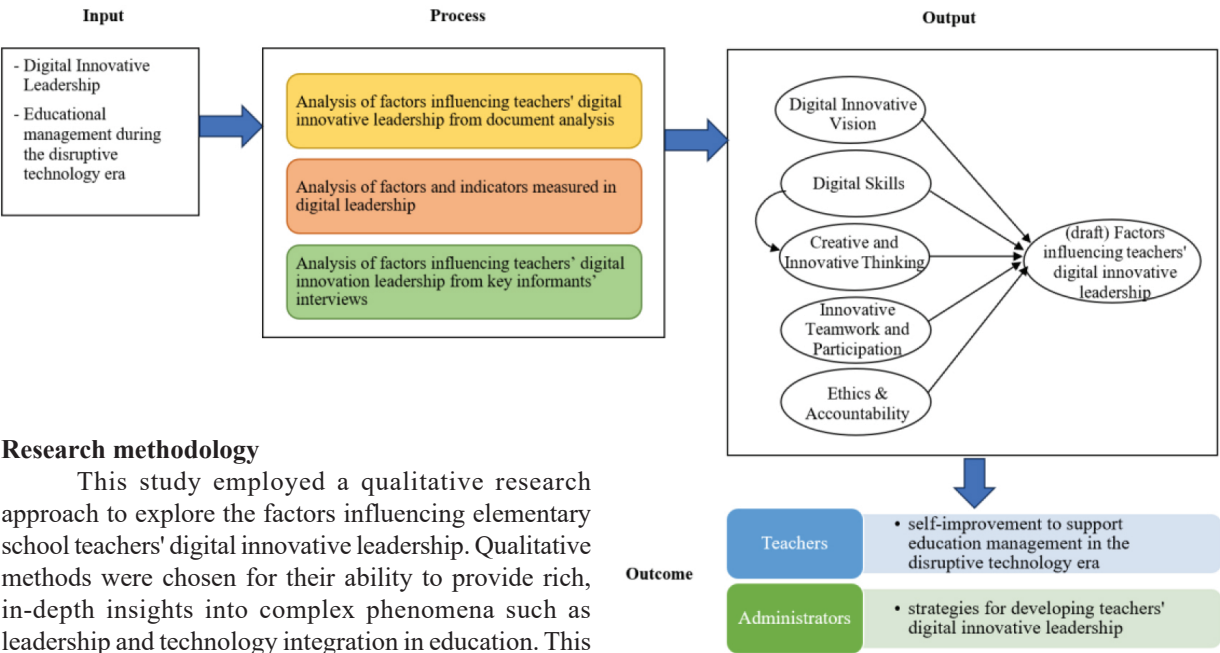 Input
- Digital Innovative
Leadership
- Educational
management during
the disruptive
technology era
Process
Analysis of factors influencing teachers' digital
innovative leadership from document analysis
Analysis of factors and indicators measured in
digital leadership
Analysis of factors influencing teachers’ digital
innovation leadership from key informants’
interviews
Output
Digital Innovative
Vision
Digital Skills
Creative and
Innovative Thinking
Innovative
Teamwork and
Participation
Ethics &
Accountability
(draft) Factors
influencing teachers'
digital innovative
leadership
Research methodology
This study employed a qualitative research
approach to explore the factors influencing elementary
school teachers' digital innovative leadership. Qualitative
methods were chosen for their ability to provide rich,
in-depth insights into complex phenomena such as
leadership and technology integration in education. This
Outcome
Teachers
• self-improvement to support
education management in the
disruptive technology era
Administrators
• strategies for developing teachers'
digital innovative leadership